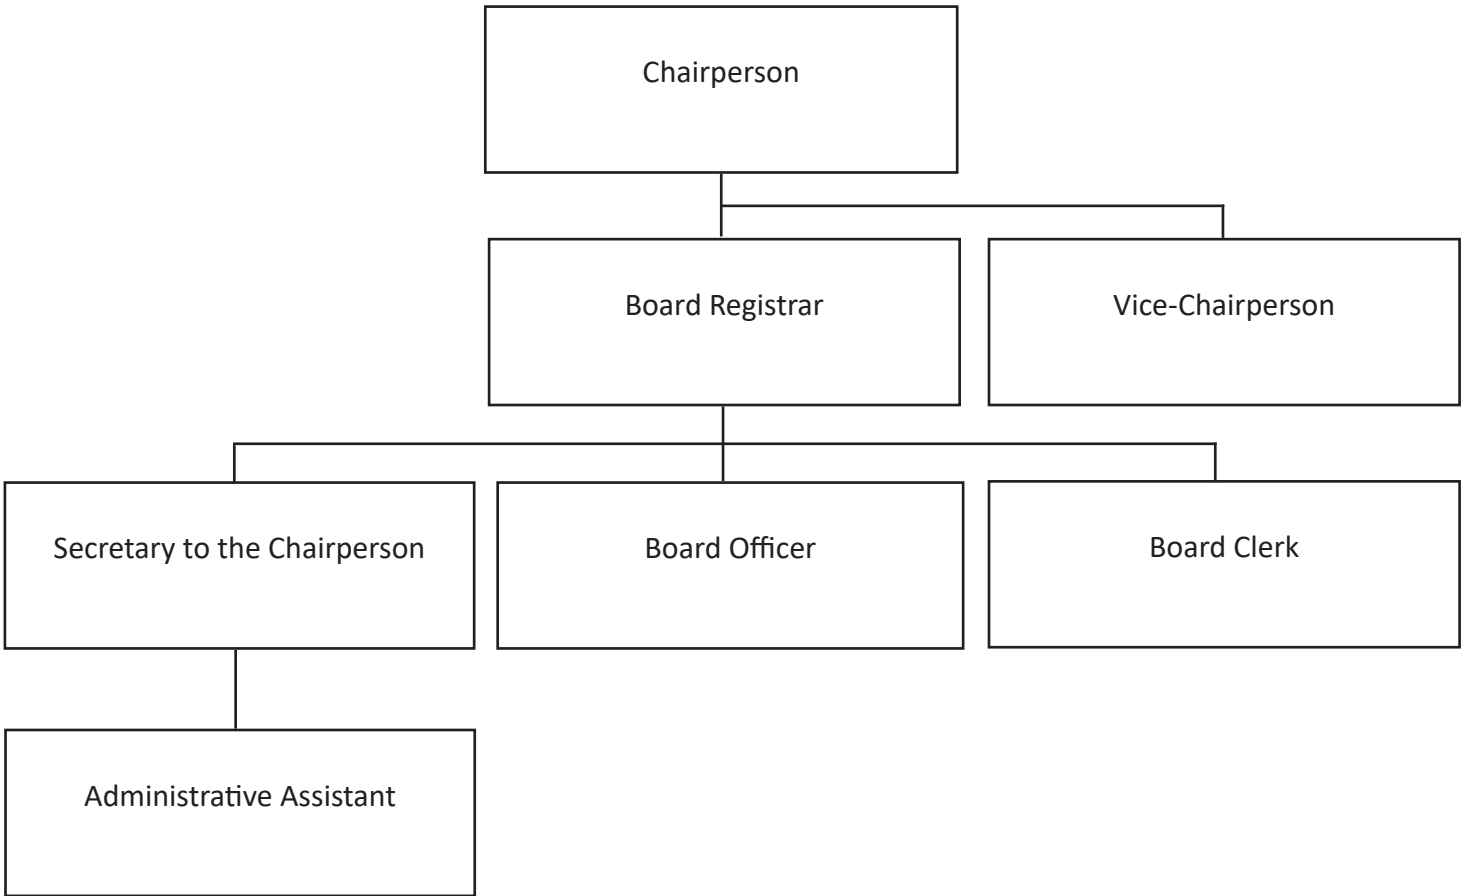 Chairperson
Board Registrar
Vice-Chairperson
Secretary to the Chairperson
Board Officer
Board Clerk
Administrative Assistant